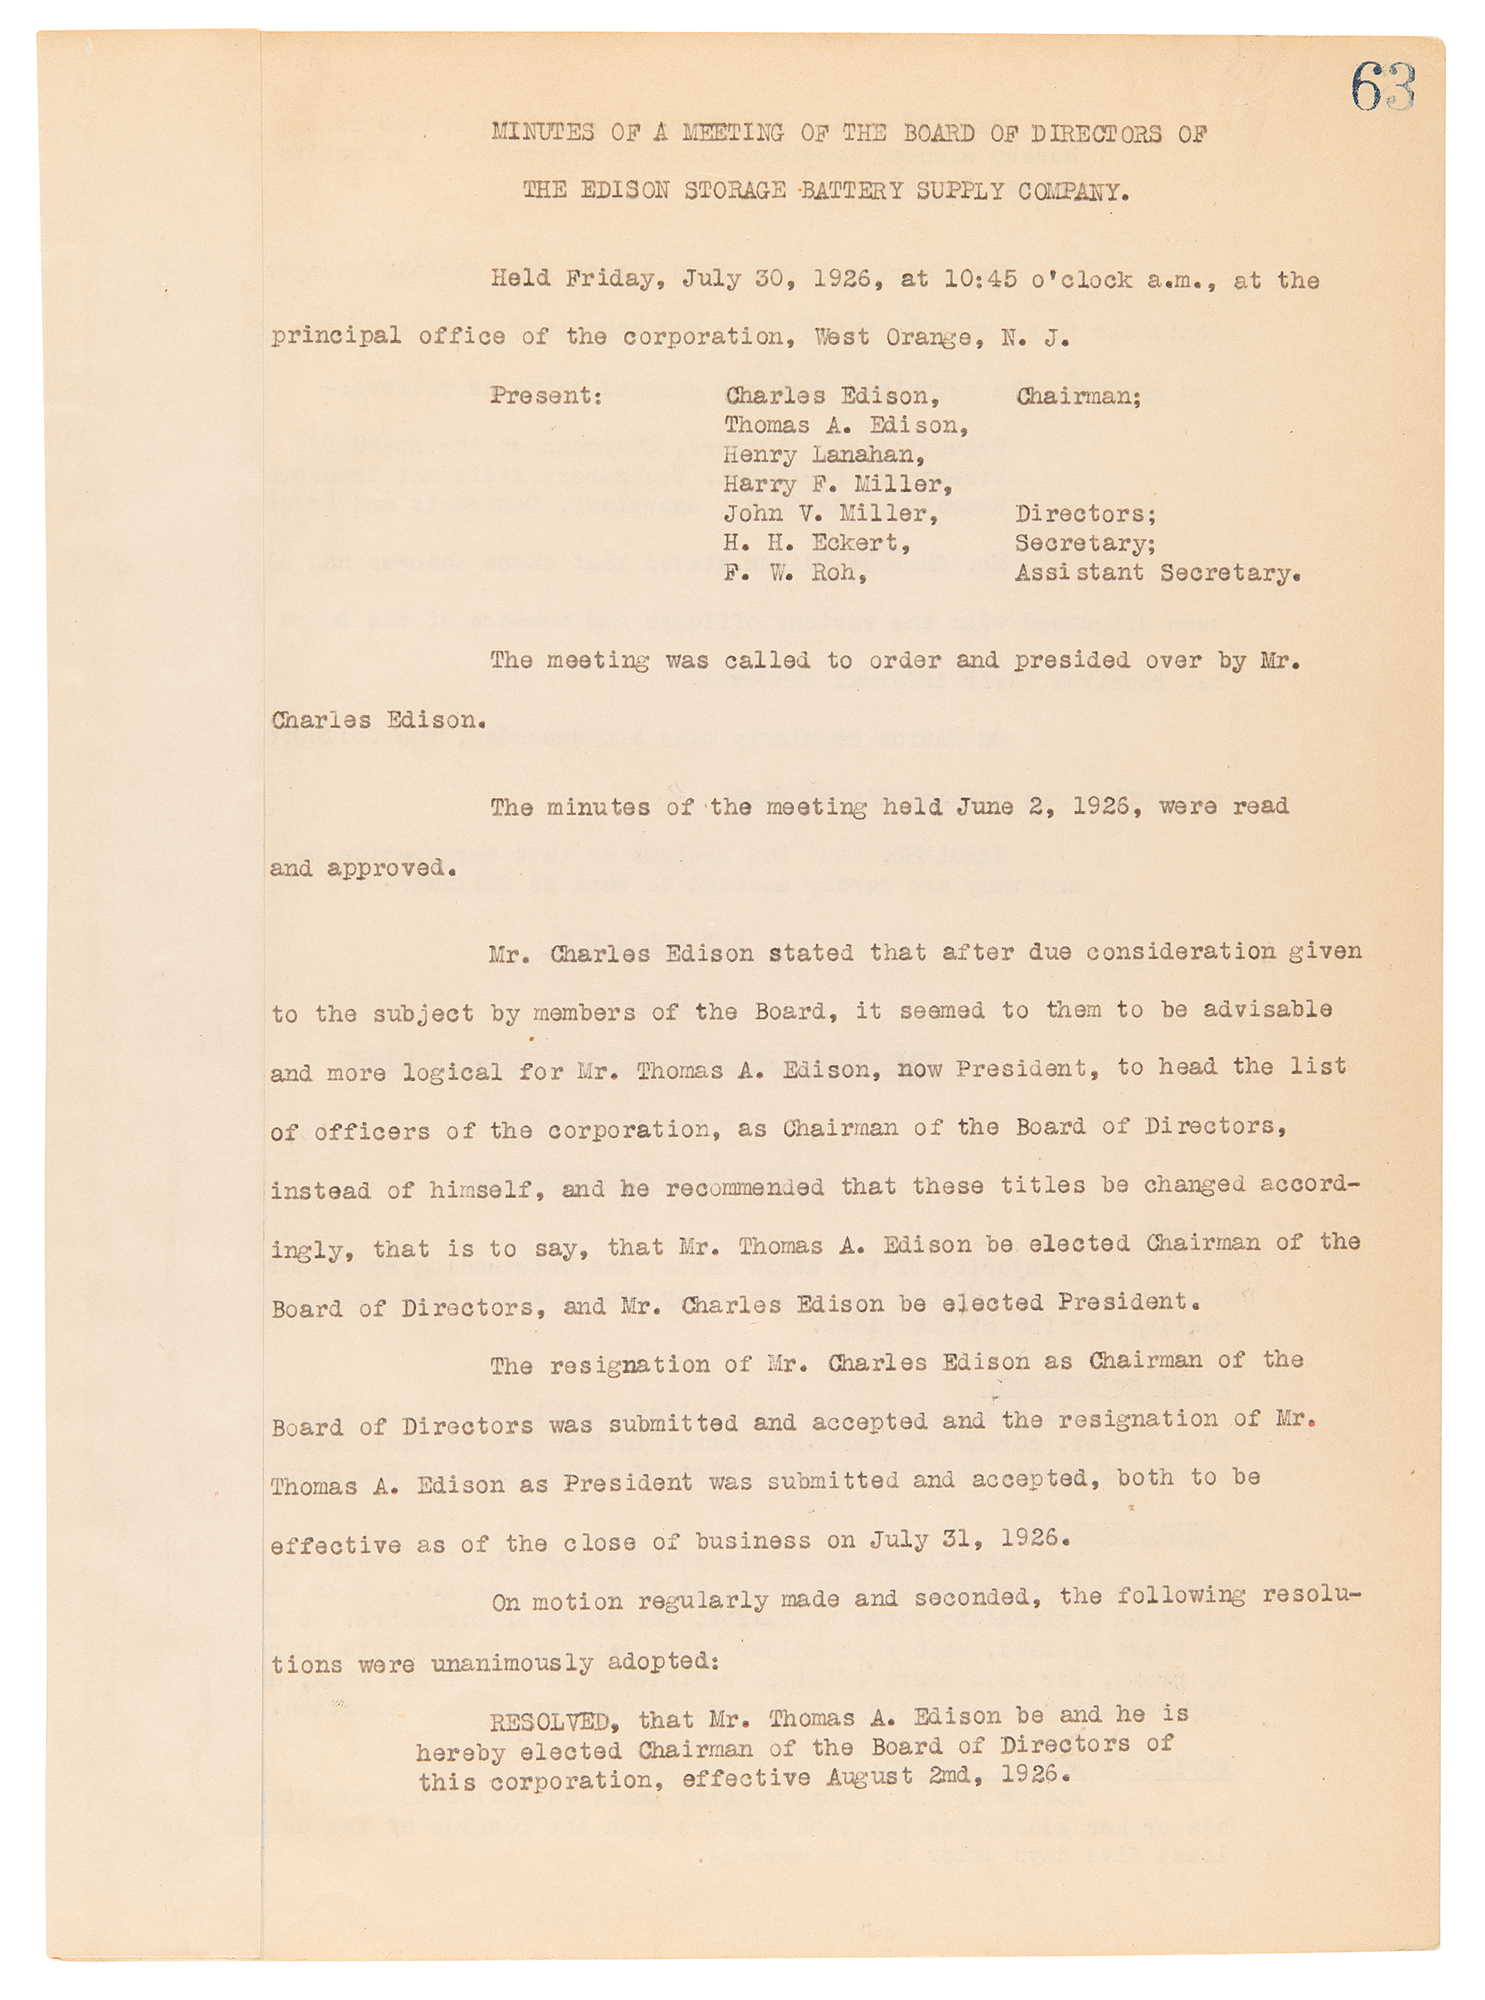 63
MINUTES OF A MEETING OF THE BOARD OF DIRECTORS OF
THE EDISON STORAGE BATTERY SUPPLY COMPANY.
Held Friday, July 30, 1926, at 10:45 o'clock a.m., at the
principal office of the corporation, West Orange, N. J.
Present: Charles Edison, Chairman;
Thomas A. Edison,
Henry Lanahan,
Harry F. Miller,
John V. Miller, Directors;
H. H. Eckert, Secretary;
F. W. Roh, Assistant Secretary.
The meeting was called to order and presided over by Mr.
Charles Edison.
The minutes of the meeting held June 2, 1926, were read
and approved.
Mr. Charles Edison stated that after due consideration given
to the subject by members of the Board, it seemed to them to be advisable
and more logical for Mr. Thomas A. Edison, now President, to head the list
of officers of the corporation, as Chairman of the Board of Directors,
instead of himself, and he recommended that these titles be changed accord-
ingly, that is to say, that Mr. Thomas A. Edison be elected Chairman of the
Board of Directors, and Mr. Charles Edison be elected President.
The resignation of Mr. Charles Edison as Chairman of the
Board of Directors was submitted and accepted and the resignation of Mr.
Thomas A. Edison as President was submitted and accepted, both to be
effective as of the close of business on July 31, 1926.
On motion regularly made and seconded, the following resolu-
tions were unanimously adopted:
RESOLVED, that Mr. Thomas A. Edison be and he is
hereby elected Chairman of the Board of Directors of
this corporation, effective August 2md, 1926.